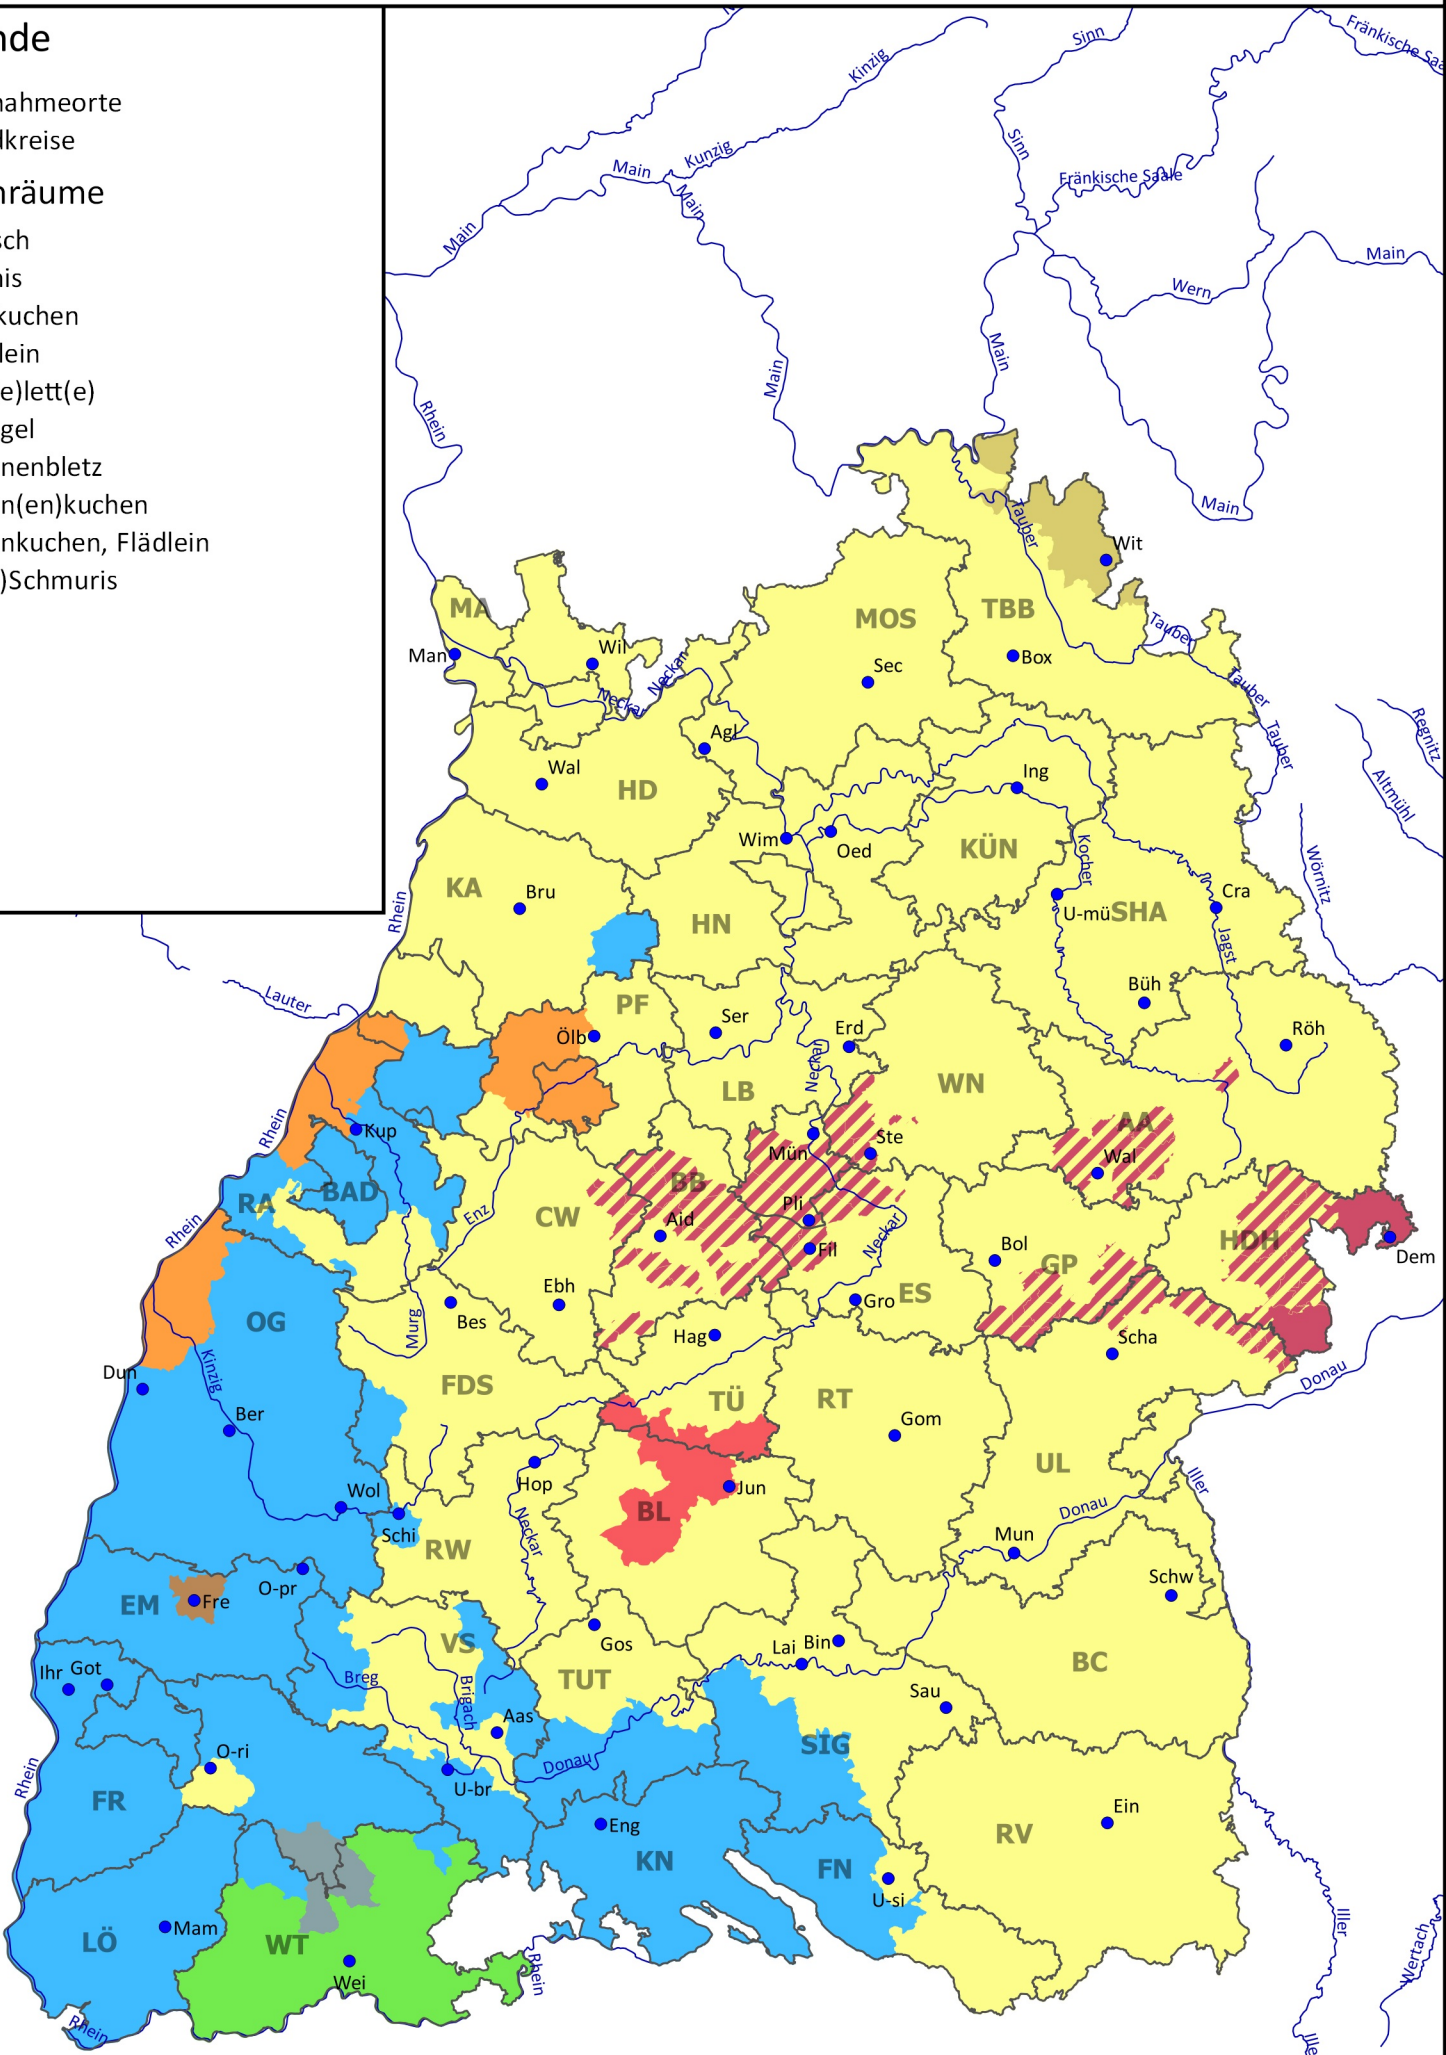 nde
nahmeorte
dkreise
nräume
sch
nis
kuchen
lein
e)lett(e)
gel
nenbletz
n(en)kuchen
nkuchen, Flädlein
)Schmuris
Fränkische Saa
Sinn
Kinzig
Kunzig
Main
Sinn
Main
Fränkische Saale
Main
Main
Wern
Main
Main
Rhein
Main
Tauber
Wit
MA
MOS
TBB
Tauber
Man
Wil
Neckar
Sec
Box
Neckar
Tauber
Agl
Tauber
Regnitz
Wal
HD
Ing
Altmühl
Wim
Oed
KÜN
Kocher
Wörnitz
KA
Bru
Rhein
HN
U-mü
SHA
Cra
Jagst
Lauter
PF
Büh
Ölb
Ser
Erd
Röh
Neckar
LB
WN
AA
Rhein
Kup
Mün
Ste
Wal
BAD
BB
RA
Pli
Enz
CW
Aid
Rhein
Fil
Neckar
Bol
HDH
Dem
GP
Ebh
Gro
ES
OG
Bes
Murg
Hag
Scha
Kinzig
Dun
FDS
TÜ
RT
Donau
Ber
Gom
UL
Iller
Wol
Hop
Jun
Donau
Schi
BL
Neckar
Mun
RW
O-pr
Schw
EM
Fre
VS
Gos
Lai
Bin
BC
Ihr
Got
Breg
TUT
Brigach
Sau
Aas
O-ri
SIG
Donau
Rhein
U-br
FR
Eng
Ein
RV
KN
FN
U-si
Mam
LÖ
WT
Iller
Wertach
Wei
Rhein
Rhein
Ille